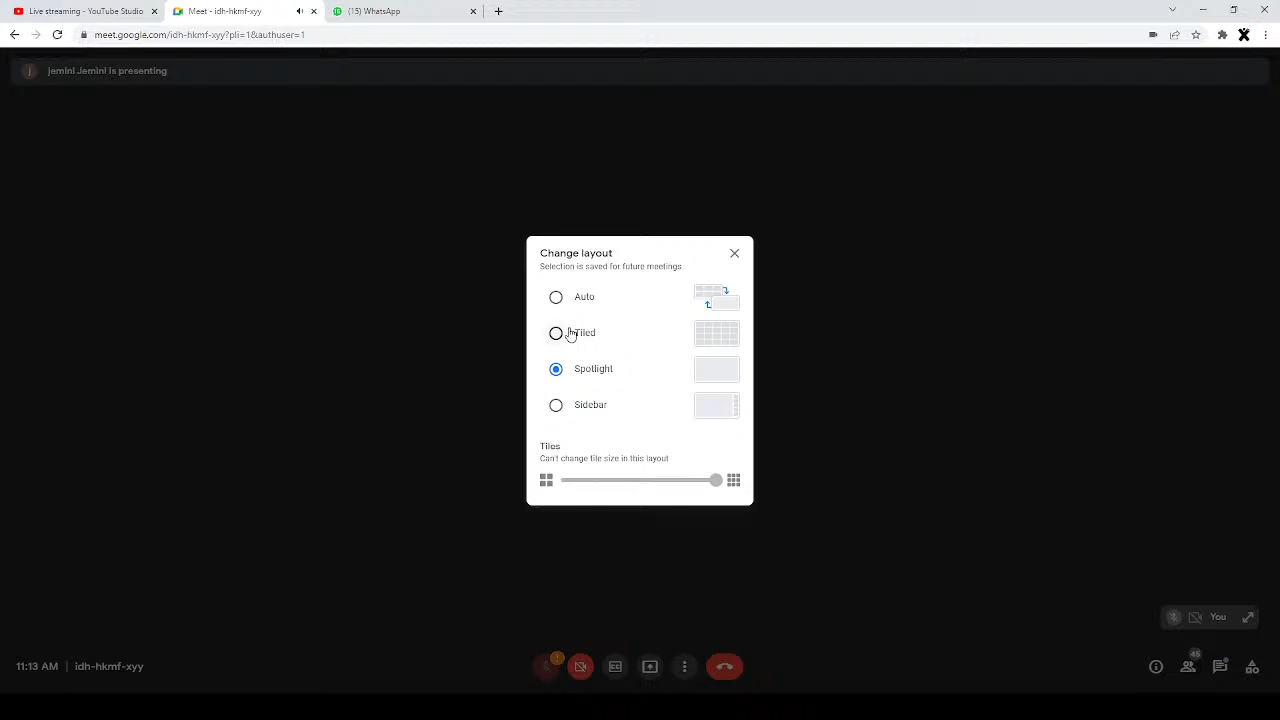 Live streaming - YouTube Studio
Meet - idh-hkmf-xyy
(15) WhatsApp
meet.google.com/idh-hkmf-xyy?pli=1&authuser=1
j
jemini Jemini is presenting
Change layout
Selection is saved for future meetings
Auto
Tiled
Spotlight
Sidebar
Tiles
Can't change tile size in this layout
You
11:13 AM | idh-hkmf-xyy
45